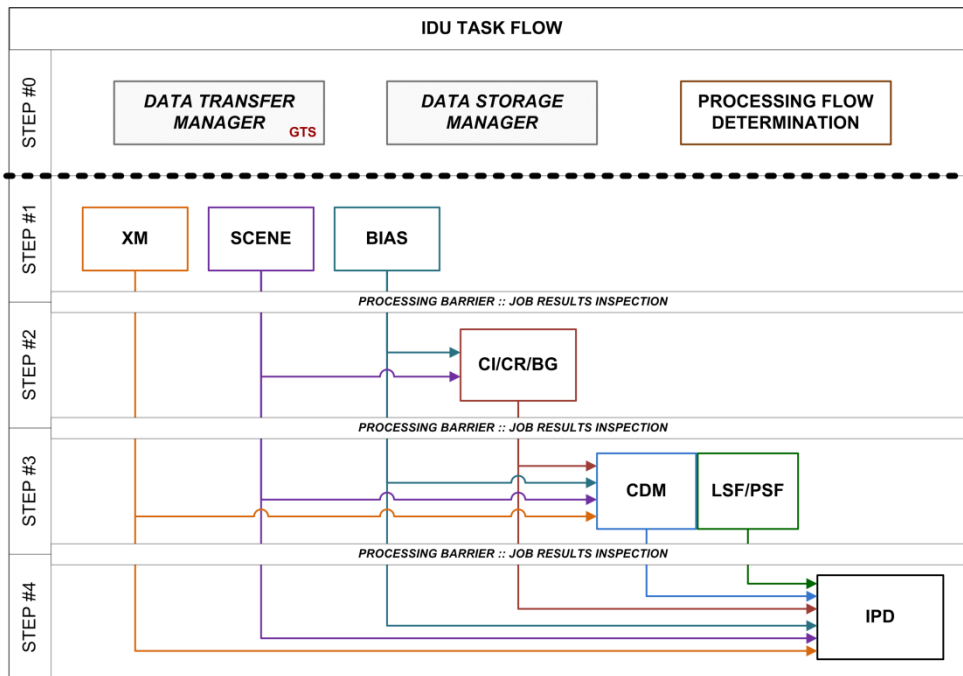 IDU TASK FLOW
STEP #0
DATA TRANSFER
MANAGER
GTS
DATA STORAGE
MANAGER
PROCESSING FLOW
DETERMINATION
STEP #1
XM
SCENE
BIAS
PROCESSING BARRIER :: JOB RESULTS INSPECTION
STEP #2
CI/CR/BG
PROCESSING BARRIER :: JOB RESULTS INSPECTION
STEP #3
CDM
LSF/PSF
PROCESSING BARRIER :: JOB RESULTS INSPECTION
STEP #4
IPD